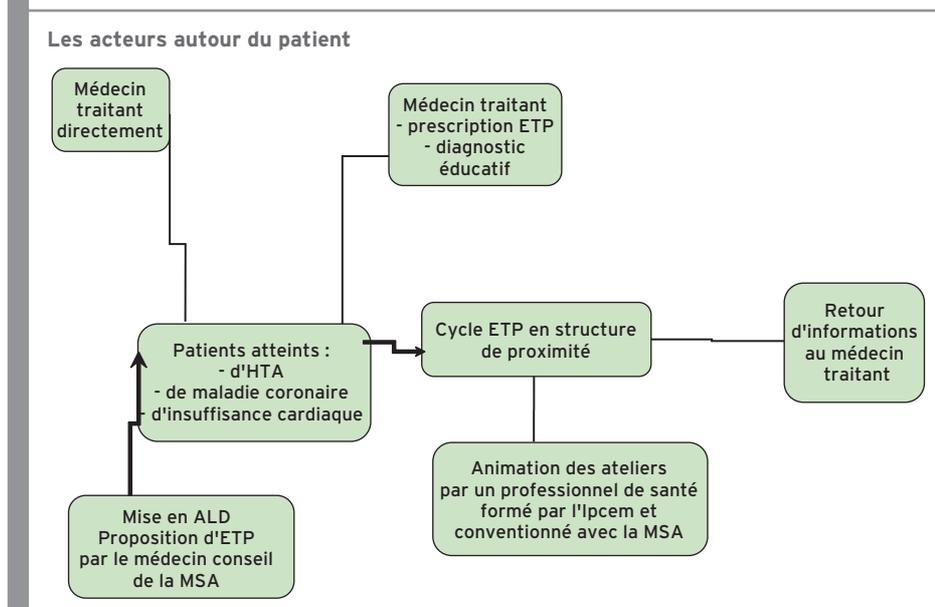 Les acteurs autour du patient
Médecin
traitant
directement
Médecin traitant
- prescription ETP
- diagnostic
éducatif
Patients atteints :
- d'HTA
- de maladie coronaire
- d'insuffisance cardiaque
Cycle ETP en structure
de proximité
Retour
d'informations
au médecin
traitant
Animation des ateliers
par un professionnel de santé
formé par l'Ipcem et
conventionné avec la MSA
Mise en ALD
Proposition d'ETP
par le médecin conseil
de la MSA